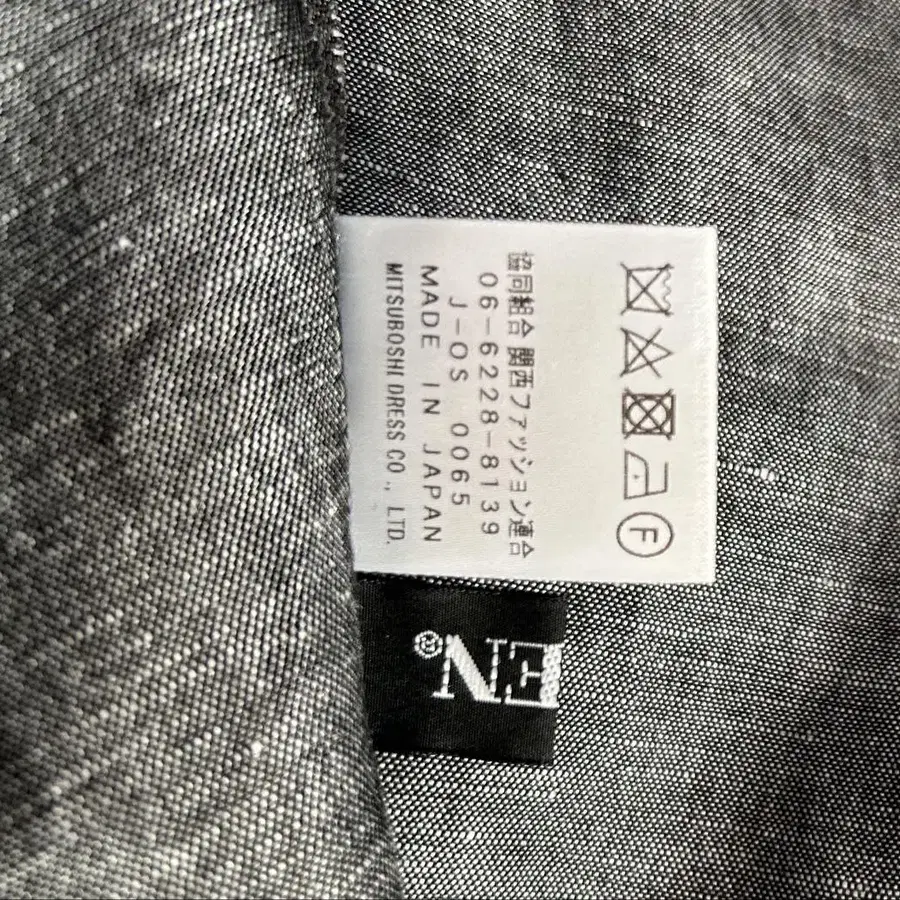 F
協同組合 関西ファッション連合
06-6228-8139
J-OS 0065
MADE IN JAPAN
MITSUBOSHI DRESS CO., LTD.
EN®